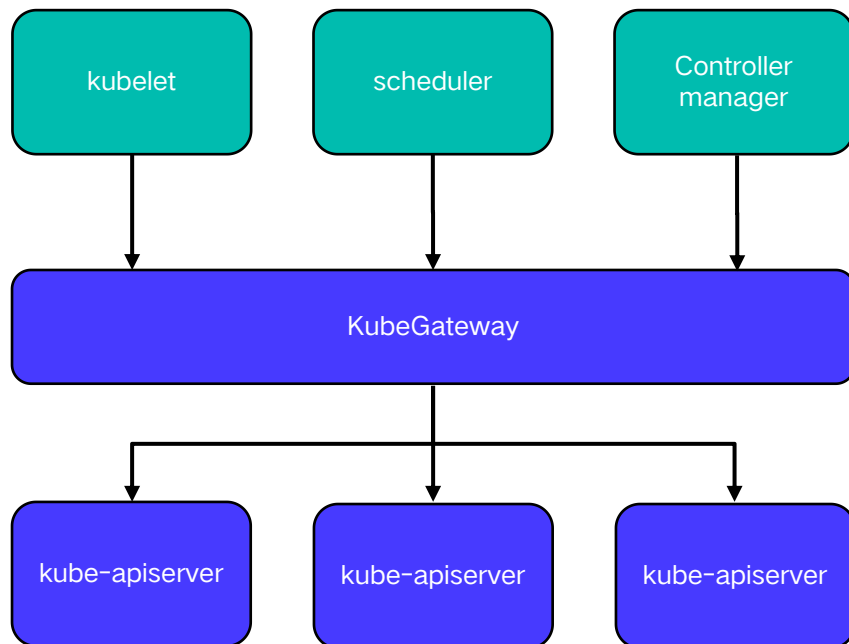 kubelet
scheduler
Controller
manager
KubeGateway
kube-apiserver
kube-apiserver
kube-apiserver